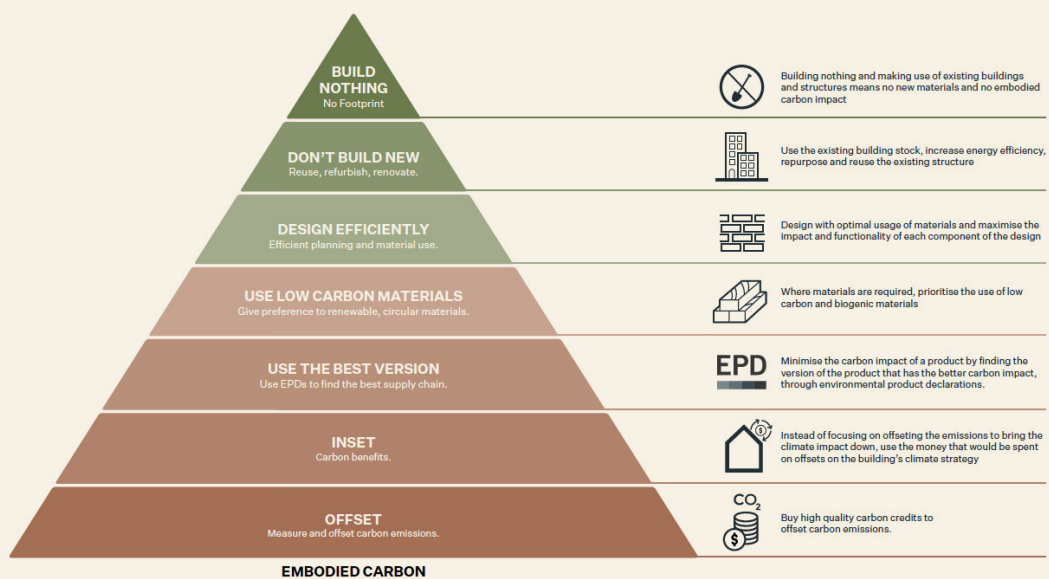 BUILD
NOTHING
No Footprint
Building nothing and making use of existing buildings
and structures means no new materials and no embodied
carbon impact
DON'T BUILD NEW
Reuse, refurbish, renovate.
Use the existing building stock, increase energy efficiency,
repurpose and reuse the existing structure
DESIGN EFFICIENTLY
Efficient planning and material use.
Design with optimal usage of materials and maximise the
impact and functionality of each component of the design
USE LOW CARBON MATERIALS
Give preference to renewable, circular materials.
Where materials are required, prioritise the use of low
carbon and biogenic materials
USE THE BEST VERSION
Use EPDs to find the best supply chain.
EPD
Minimise the carbon impact of a product by finding the
version of the product that has the better carbon impact,
through environmental product declarations.
INSET
Carbon benefits.
$
Instead of focusing on offsetting the emissions to bring the
climate impact down, use the money that would be spent
on offsets on the building's climate strategy
OFFSET
Measure and offset carbon emissions.
CO2
$
Buy high quality carbon credits to
offset carbon emissions.
EMBODIED CARBON